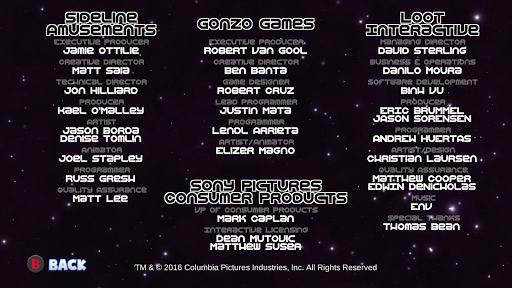 SIDELINE
AMUSEMENTS
EXECUTIVE PRODUCER
JAMIE OTTILIE
CREATIVE DIRECTOR
MATT SAIA
TECHNICAL DIRECTOR
JON HILLIARD
PRODUCER
KAEL O'MALLEY
ARTIST
JASON BORDA
DENISE TOMLIN
ANIMATOR
JOEL STAPLEY
PROGRAMMER
RUSS GRESH
QUALITY ASSURANCE
MATT LEE
GONZO GAMES
EXECUTIVE PRODUCER
ROBERT VAN GOOL
CREATIVE DIRECTOR
BEN BANTA
GAME DESIGNER
ROBERT CRUZ
LEAD PROGRAMMER
JUSTIN MATA
PROGRAMMER
LENDL ARRIETA
ARTIST/ANIMATOR
ELIZER MAGNO
SONY PICTURES
CONSUMER PRODUCTS
VP OF CONSUMER PRODUCTS
MARK CAPLAN
INTERACTIVE LICENSING
DEAN MUTOVIC
MATTHEW SUSER
LOOT
INTERACTIVE
MANAGING DIRECTOR
DAVID STERLING
BUSINESS & OPERATIONS
DANILO MOURA
SOFTWARE DEVELOPMENT
BINH VU
PRODUCER
ERIC BRUMMEL
JASON SORENSEN
PROGRAMMER
ANDREW HUERTAS
ARTIST/DESIGN
CHRISTIAN LAURSEN
QUALITY ASSURANCE
MATTHEW COOPER
EDWIN DENICHOLAS
MUSIC
ENV
SPECIAL THANKS
THOMAS BEAN
B BACK
TM & © 2016 Columbia Pictures Industries, Inc. All Rights Reserved